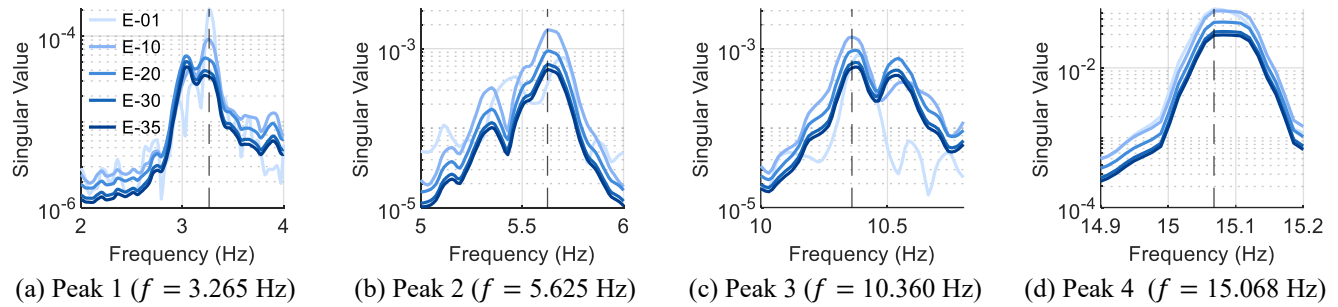 E-01
E-10
E-20
E-30
E-35
Singular Value
10⁻⁴
10⁻⁶
2 3 4
Frequency (Hz)
(a) Peak 1 (f = 3.265 Hz)
Singular Value
10⁻³
10⁻⁵
5 5.5 6
Frequency (Hz)
(b) Peak 2 (f = 5.625 Hz)
Singular Value
10⁻³
10⁻⁵
10 10.5
Frequency (Hz)
(c) Peak 3 (f = 10.360 Hz)
Singular Value
10⁻²
10⁻⁴
14.9 15 15.1 15.2
Frequency (Hz)
(d) Peak 4 (f = 15.068 Hz)